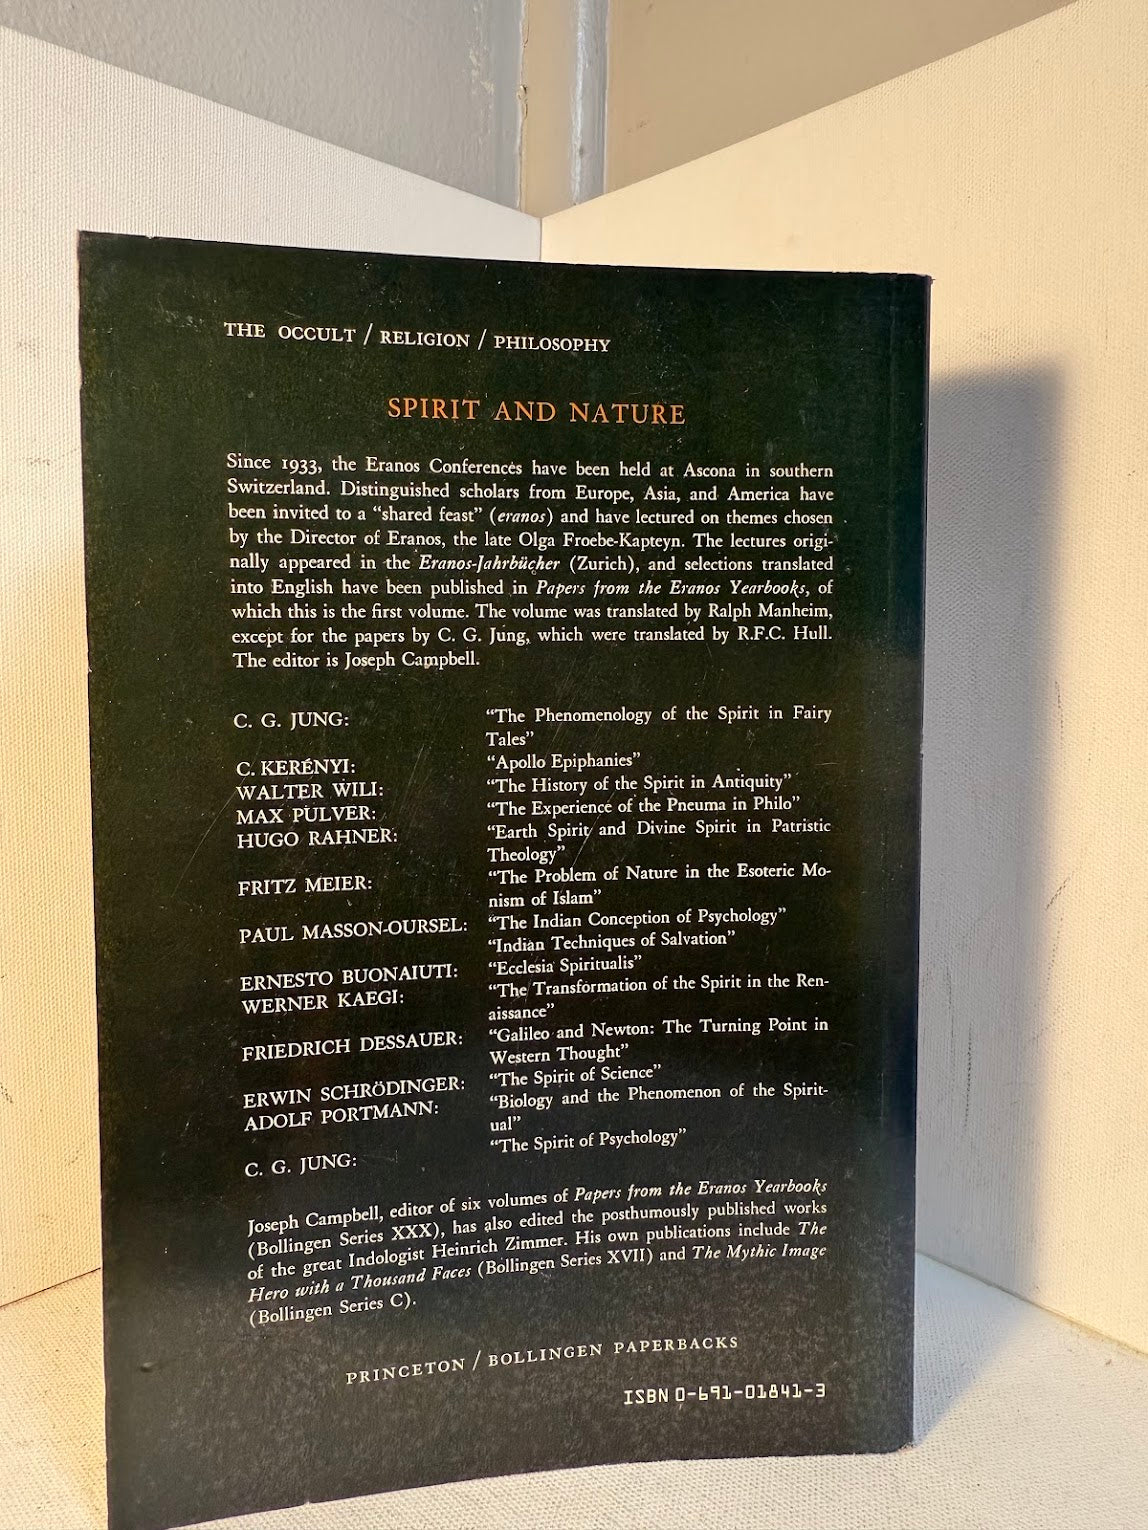 THE OCCULT / RELIGION / PHILOSOPHY
SPIRIT AND NATURE
Since 1933, the Eranos Conferences have been held at Ascona in southern
Switzerland. Distinguished scholars from Europe, Asia, and America have
been invited to a “shared feast” (eranos) and have lectured on themes chosen
by the Director of Eranos, the late Olga Froebe-Kapteyn. The lectures origi-
nally appeared in the Eranos-Jahrbücher (Zurich), and selections translated
into English have been published in Papers from the Eranos Yearbooks, of
which this is the first volume. The volume was translated by Ralph Manheim,
except for the papers by C. G. Jung, which were translated by R.F.C. Hull.
The editor is Joseph Campbell.
C. G. JUNG: “The Phenomenology of the Spirit in Fairy
Tales”
C. KERÉNYI: “Apollo Epiphanies”
WALTER WILI: “The History of the Spirit in Antiquity”
MAX PULVER: “The Experience of the Pneuma in Philo”
HUGO RAHNER: “Earth Spirit and Divine Spirit in Patristic
Theology”
FRITZ MEIER: “The Problem of Nature in the Esoteric Mo-
nism of Islam”
PAUL MASSON-OURSEL: “The Indian Conception of Psychology”
“Indian Techniques of Salvation”
ERNESTO BUONAIUTI: “Ecclesia Spiritualis”
WERNER KAEGI: “The Transformation of the Spirit in the Ren-
aissance”
FRIEDRICH DESSAUER: “Galileo and Newton: The Turning Point in
Western Thought”
ERWIN SCHRÖDINGER: “The Spirit of Science”
ADOLF PORTMANN: “Biology and the Phenomenon of the Spirit-
ual”
C. G. JUNG: “The Spirit of Psychology”
Joseph Campbell, editor of six volumes of Papers from the Eranos Yearbooks
(Bollingen Series XXX), has also edited the posthumously published works
of the great Indologist Heinrich Zimmer. His own publications include The
Hero with a Thousand Faces (Bollingen Series XVII) and The Mythic Image
(Bollingen Series C).
PRINCETON / BOLLINGEN PAPERBACKS
ISBN 0-691-01841-3